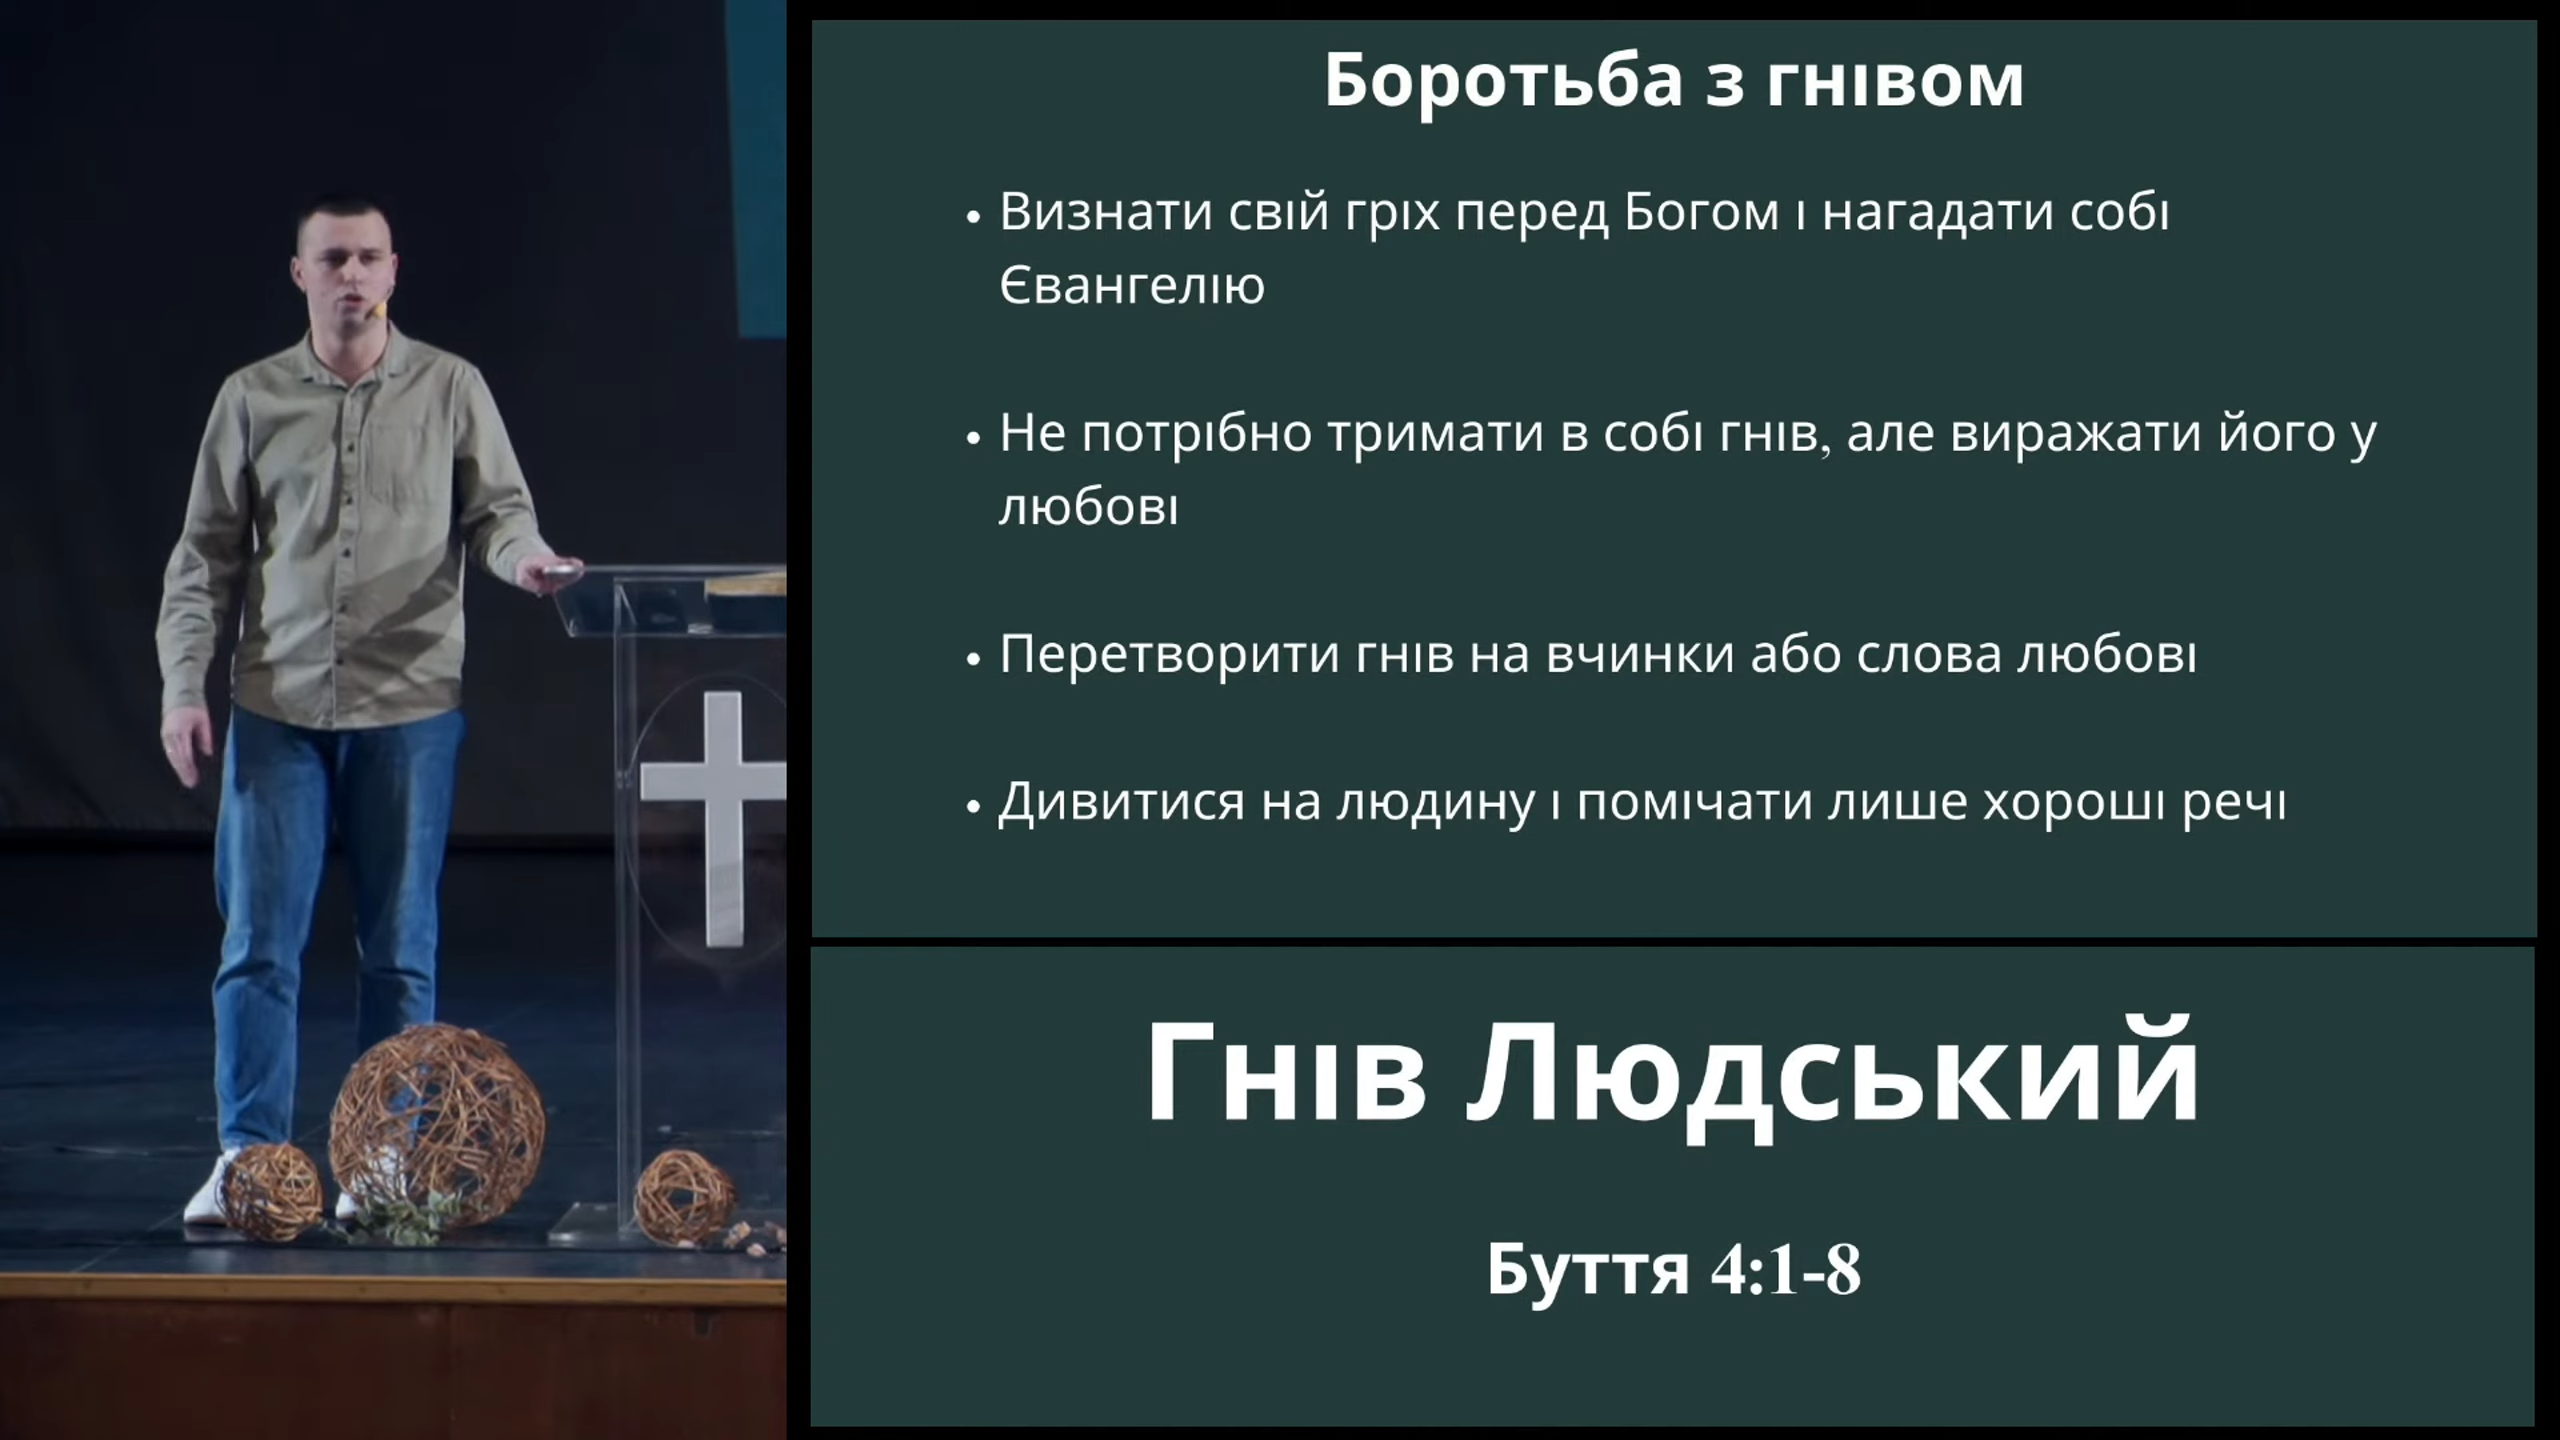 Боротьба з гнівом
• Визнати свій гріх перед Богом і нагадати собі
Євангелію
• Не потрібно тримати в собі гнів, але виражати його у
любові
• Перетворити гнів на вчинки або слова любові
• Дивитися на людину і помічати лише хороші речі
Гнів Людський
Буття 4:1-8